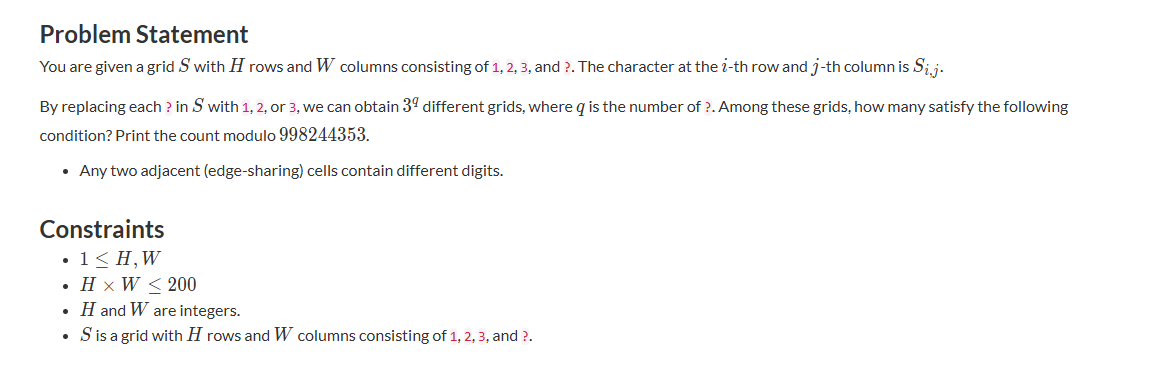 Problem Statement
You are given a grid S with H rows and W columns consisting of 1, 2, 3, and ?. The character at the i-th row and j-th column is S_{i,j}.
By replacing each ? in S with 1, 2, or 3, we can obtain 3^q different grids, where q is the number of ?. Among these grids, how many satisfy the following
condition? Print the count modulo 998244353.
• Any two adjacent (edge-sharing) cells contain different digits.
Constraints
• 1 ≤ H, W
• H × W ≤ 200
• H and W are integers.
• S is a grid with H rows and W columns consisting of 1, 2, 3, and ?.